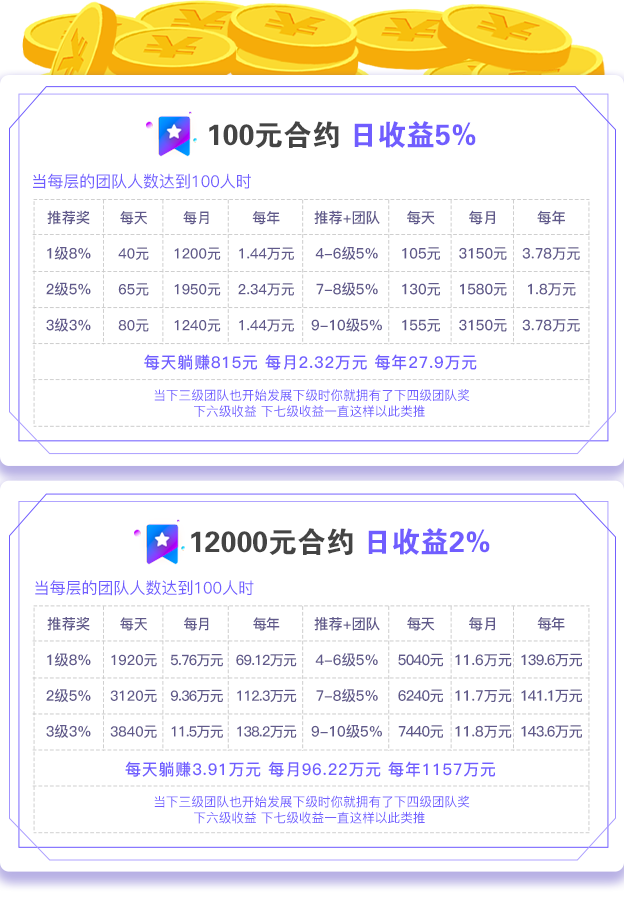 100元合约 日收益5%
当每层的团队人数达到100人时
推荐奖 每天 每月 每年 推荐+团队 每天 每月 每年
1级8% 40元 1200元 1.44万元 4-6级5% 105元 3150元 3.78万元
2级5% 65元 1950元 2.34万元 7-8级5% 130元 1580元 1.8万元
3级3% 80元 1240元 1.44万元 9-10级5% 155元 3150元 3.78万元
每天躺赚815元 每月2.32万元 每年27.9万元
当下三级团队也开始发展下级时你就拥有了下四级团队奖
下六级收益 下七级收益一直这样以此类推
12000元合约 日收益2%
当每层的团队人数达到100人时
推荐奖 每天 每月 每年 推荐+团队 每天 每月 每年
1级8% 1920元 5.76万元 69.12万元 4-6级5% 5040元 11.6万元 139.6万元
2级5% 3120元 9.36万元 112.3万元 7-8级5% 6240元 11.7万元 141.1万元
3级3% 3840元 11.5万元 138.2万元 9-10级5% 7440元 11.8万元 143.6万元
每天躺赚3.91万元 每月96.22万元 每年1157万元
当下三级团队也开始发展下级时你就拥有了下四级团队奖
下六级收益 下七级收益一直这样以此类推